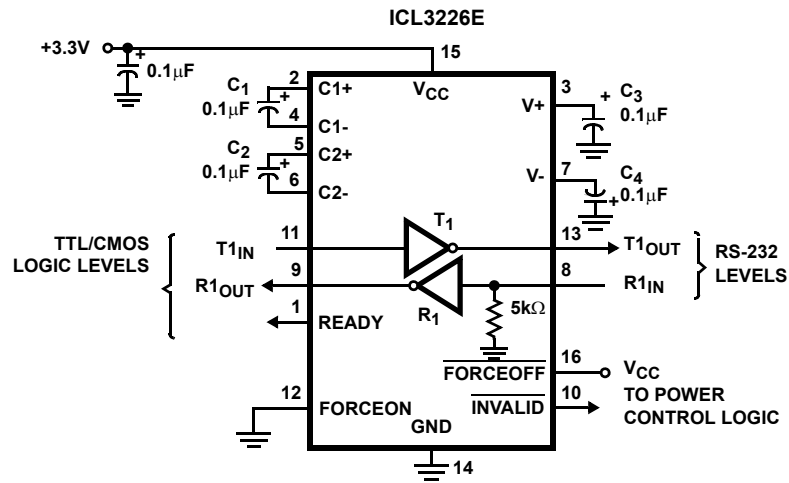 ICL3226E
+3.3V
+
0.1μF
15
VCC
C1
0.1μF
+
2
C1+
4
C1-
C2
0.1μF
+
5
C2+
6
C2-
3
V+
+
C3
0.1μF
7
V-
C4
0.1μF
+
TTL/CMOS
LOGIC LEVELS
T1IN
11
T1
13
T1OUT
RS-232
LEVELS
R1OUT
9
R1
8
R1IN
5kΩ
1
READY
FORCEOFF
16
VCC
12
FORCEON
INVALID
10
TO POWER
CONTROL LOGIC
GND
14